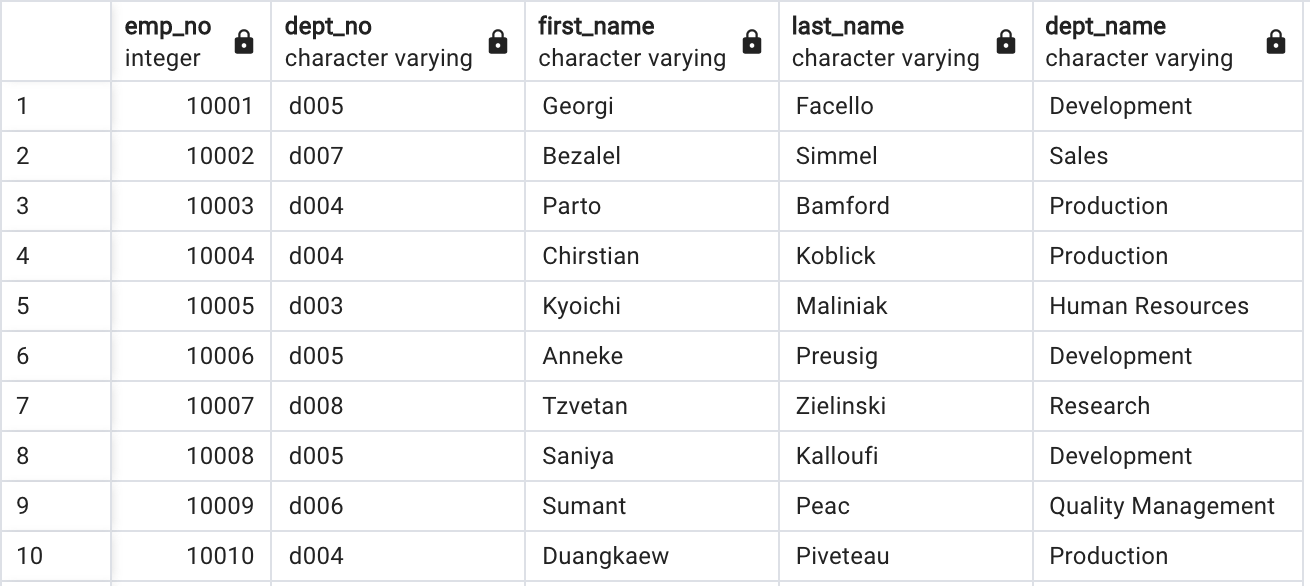 emp_no dept_no first_name last_name dept_name
integer character varying character varying character varying character varying
1 10001 d005 Georgi Facello Development
2 10002 d007 Bezalel Simmel Sales
3 10003 d004 Parto Bamford Production
4 10004 d004 Chirstian Koblick Production
5 10005 d003 Kyoichi Maliniak Human Resources
6 10006 d005 Anneke Preusig Development
7 10007 d008 Tzvetan Zielinski Research
8 10008 d005 Saniya Kalloufi Development
9 10009 d006 Sumant Peac Quality Management
10 10010 d004 Duangkaew Piveteau Production